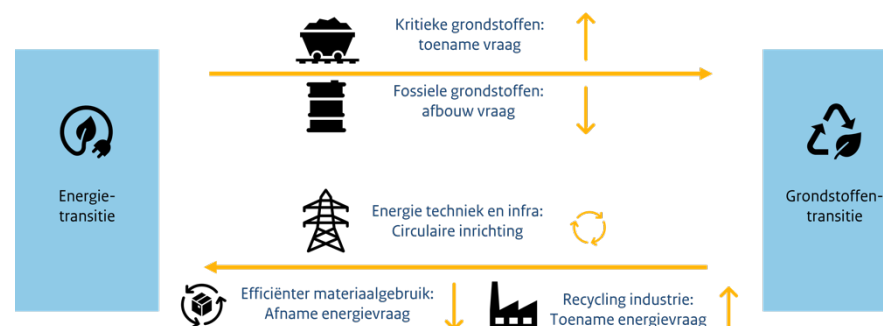 Kritieke grondstoffen:
toename vraag
Fossiele grondstoffen:
afbouw vraag
Energie-
transitie
Grondstoffen-
transitie
Energie techniek en infra:
Circulaire inrichting
Efficiënter materiaalgebruik:
Afname energievraag
Recycling industrie:
Toename energievraag